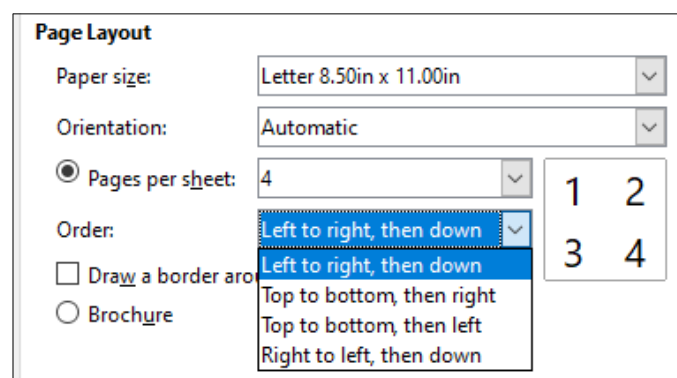 Page Layout
Paper size: Letter 8.50in x 11.00in
Orientation: Automatic
Pages per sheet: 4
1 2
Order: Left to right, then down
3 4
Left to right, then down
Draw a border
Top to bottom, then right
Top to bottom, then left
Brochure
Right to left, then down